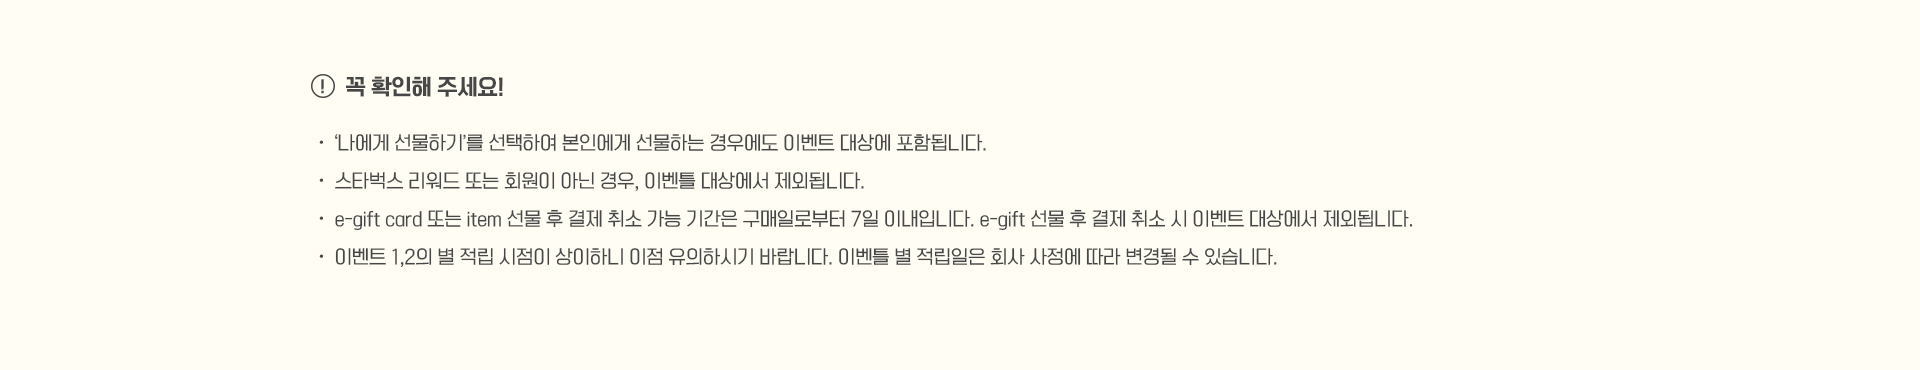 꼭 확인해 주세요!
· ‘나에게 선물하기’를 선택하여 본인에게 선물하는 경우에도 이벤트 대상에 포함됩니다.
· 스타벅스 리워드 또는 회원이 아닌 경우, 이벤틀 대상에서 제외됩니다.
· e-gift card 또는 item 선물 후 결제 취소 가능 기간은 구매일로부터 7일 이내입니다. e-gift 선물 후 결제 취소 시 이벤트 대상에서 제외됩니다.
· 이벤트 1,2의 별 적립 시점이 상이하니 이점 유의하시기 바랍니다. 이벤틀 별 적립일은 회사 사정에 따라 변경될 수 있습니다.